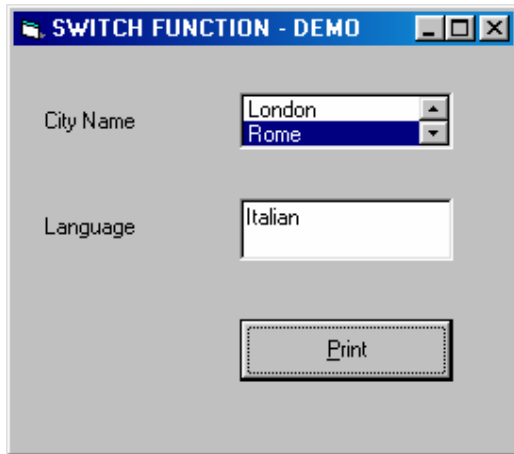 SWITCH FUNCTION - DEMO
City Name
London
Rome
Language
Italian
Print